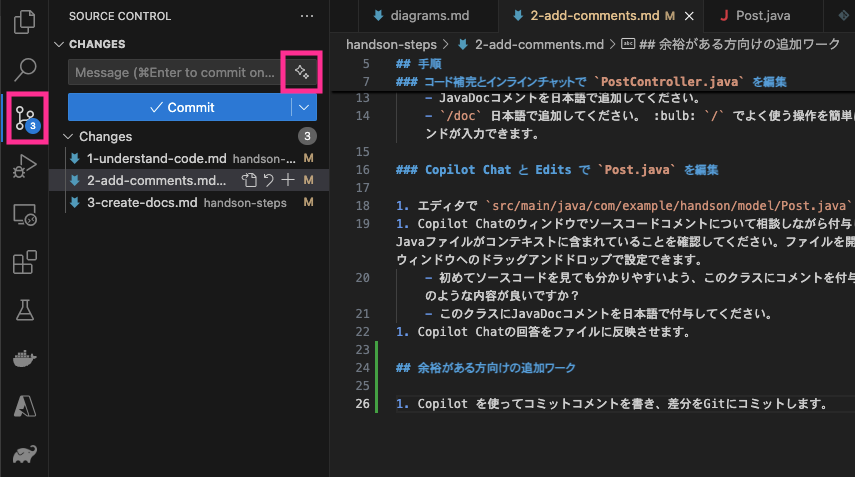 SOURCE CONTROL
CHANGES
Message (⌘Enter to commit on...
Commit
Changes
3
1-understand-code.md handson-... M
2-add-comments.md... M
3-create-docs.md handson-steps M
3
diagrams.md
2-add-comments.md M
Post.java
handson-steps > 2-add-comments.md > ## 余裕がある方向けの追加ワーク
5 ## 手順
7 ### コード補完とインラインチャットで `PostController.java` を編集
13 - JavaDocコメントを日本語で追加してください。
14 - `/doc` 日本語で追加してください。 :bulb: `/` でよく使う操作を簡単に
ンドが入力できます。
15
16 ### Copilot Chat と Edits で `Post.java` を編集
17
18 1. エディタで `src/main/java/com/example/handson/model/Post.java`
19 1. Copilot Chatのウィンドウでソースコードコメントについて相談しながら付与し
Javaファイルがコンテキストに含まれていることを確認してください。ファイルを開
ウィンドウへのドラッグアンドドロップで設定できます。
20 - 初めてソースコードを見ても分かりやすいよう、このクラスにコメントを付与
のような内容が良いですか？
21 - このクラスにJavaDocコメントを日本語で付与してください。
22 1. Copilot Chatの回答をファイルに反映させます。
23
24 ## 余裕がある方向けの追加ワーク
25
26 1. Copilot を使ってコミットコメントを書き、差分をGitにコミットします。